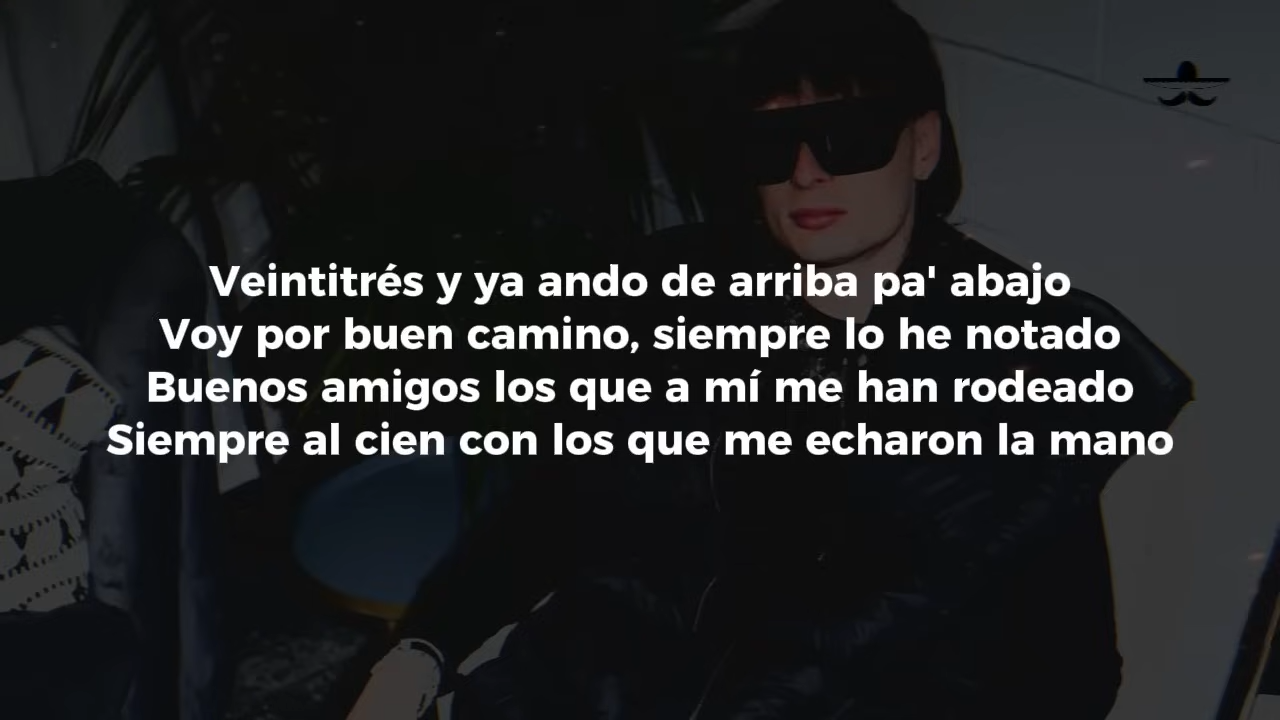 Veintitrés y ya ando de arriba pa' abajo
Voy por buen camino, siempre lo he notado
Buenos amigos los que a mí me han rodeado
Siempre al cien con los que me echaron la mano